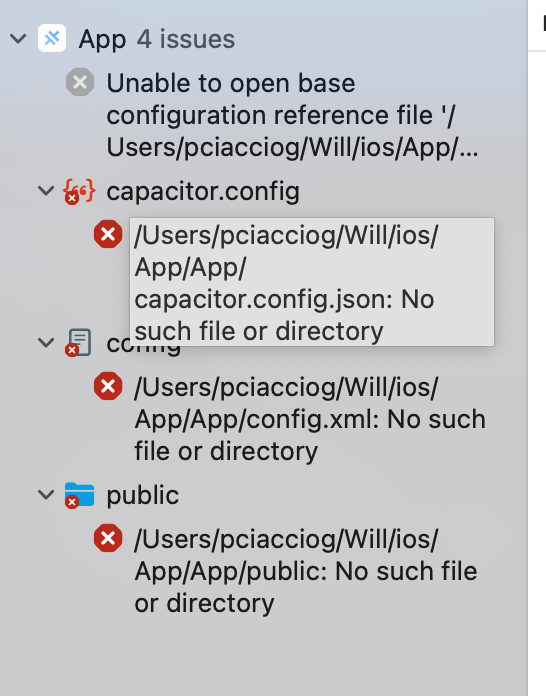 App 4 issues
Unable to open base
configuration reference file '/
Users/pciacciog/Will/ios/App/...
capacitor.config
/Users/pciacciog/Will/ios/
App/App/
capacitor.config.json: No
such file or directory
config
/Users/pciacciog/Will/ios/
App/App/config.xml: No such
file or directory
public
/Users/pciacciog/Will/ios/
App/App/public: No such file
or directory